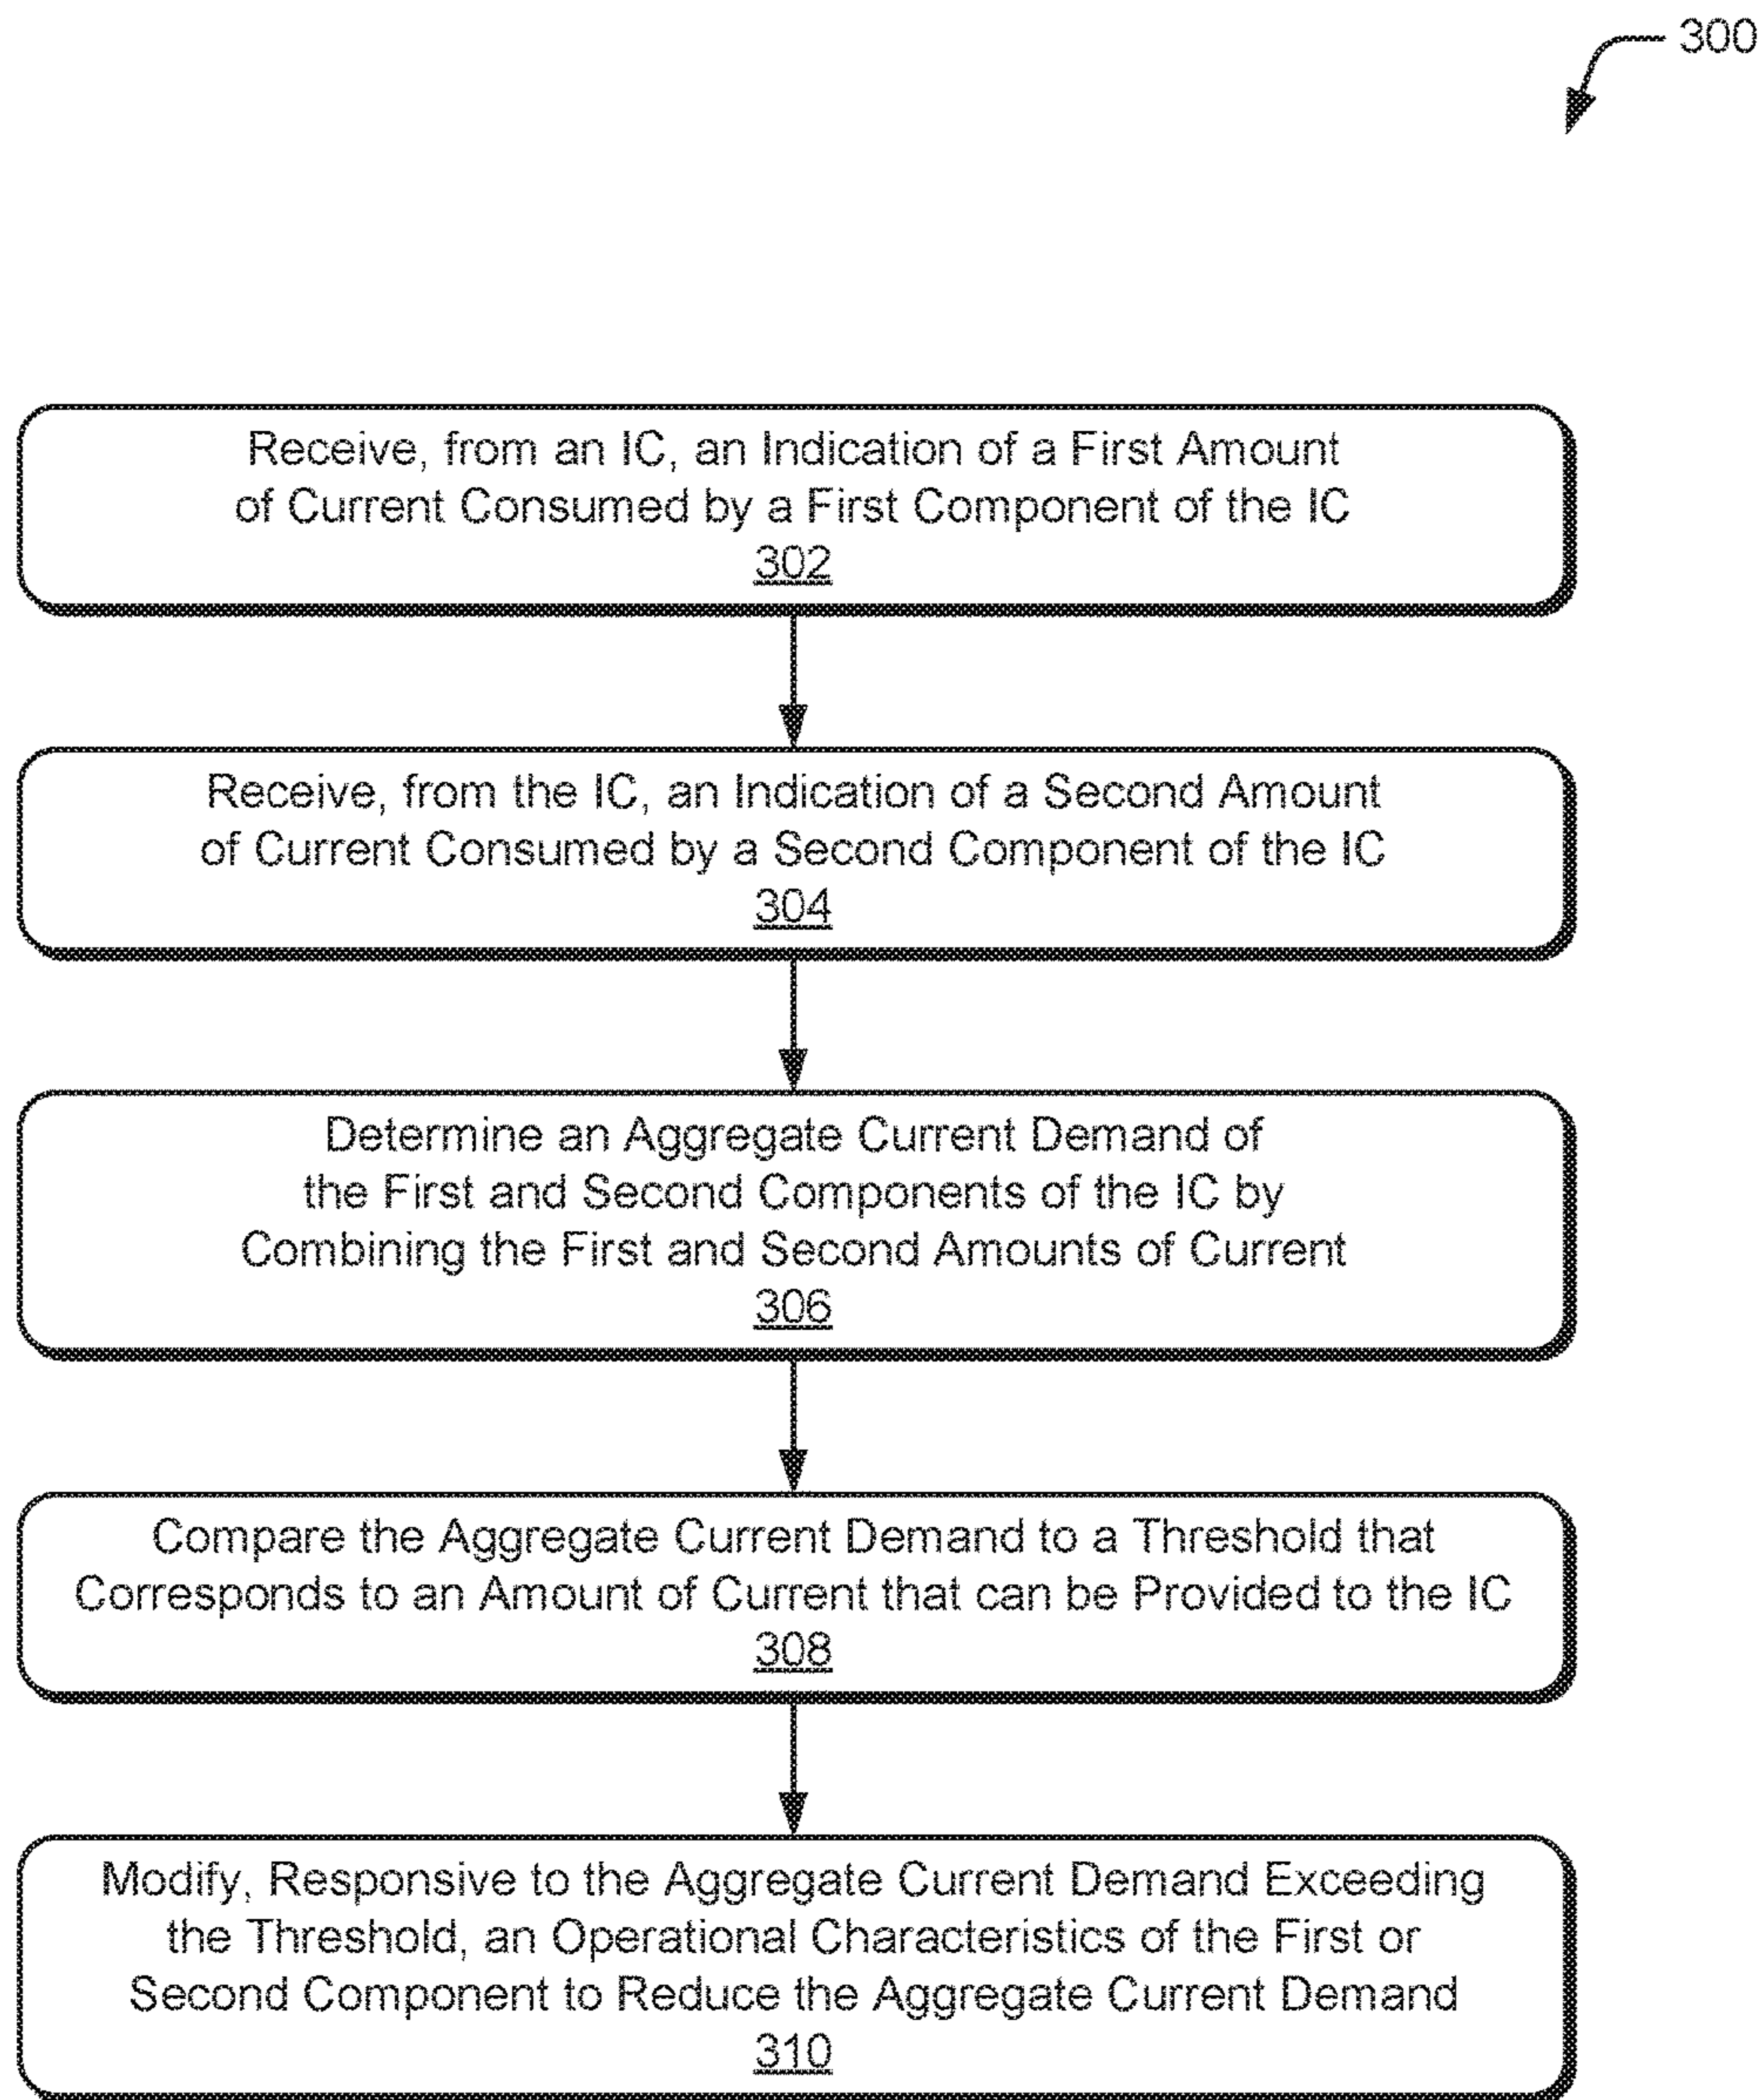 300
Receive, from an IC, an Indication of a First Amount
of Current Consumed by a First Component of the IC
302
Receive, from the IC, an Indication of a Second Amount
of Current Consumed by a Second Component of the IC
304
Determine an Aggregate Current Demand of
the First and Second Components of the IC by
Combining the First and Second Amounts of Current
306
Compare the Aggregate Current Demand to a Threshold that
Corresponds to an Amount of Current that can be Provided to the IC
308
Modify, Responsive to the Aggregate Current Demand Exceeding
the Threshold, an Operational Characteristics of the First or
Second Component to Reduce the Aggregate Current Demand
310